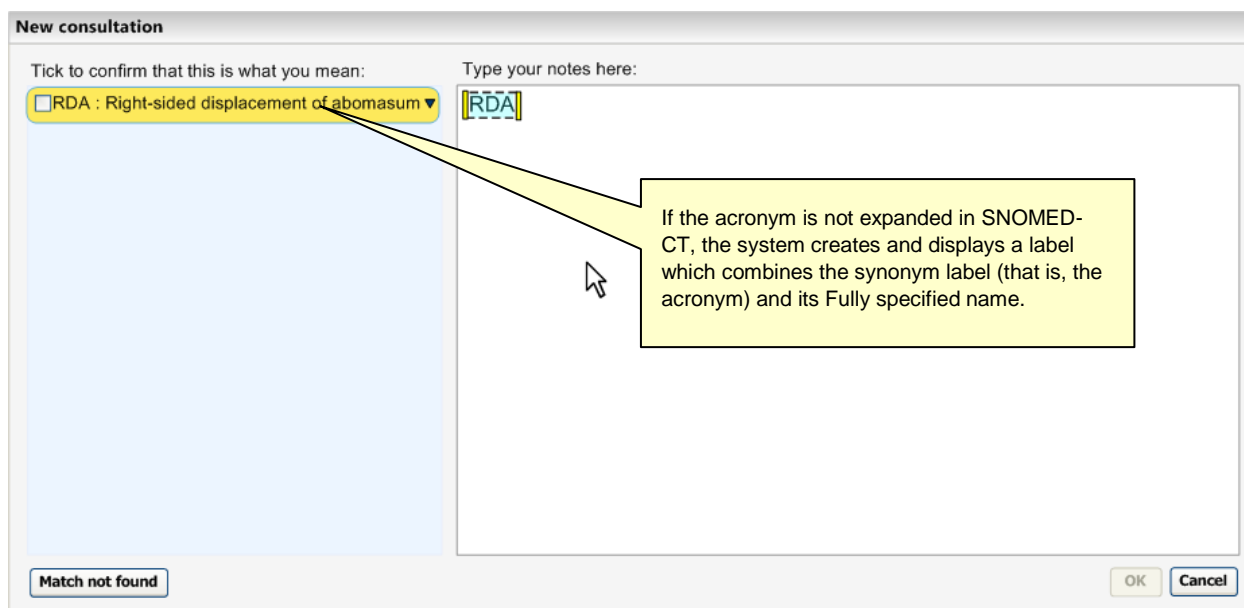 New consultation
Tick to confirm that this is what you mean:
Type your notes here:
RDA : Right-sided displacement of abomasum
RDA
If the acronym is not expanded in SNOMED-
CT, the system creates and displays a label
which combines the synonym label (that is, the
acronym) and its Fully specified name.
Match not found
OK
Cancel